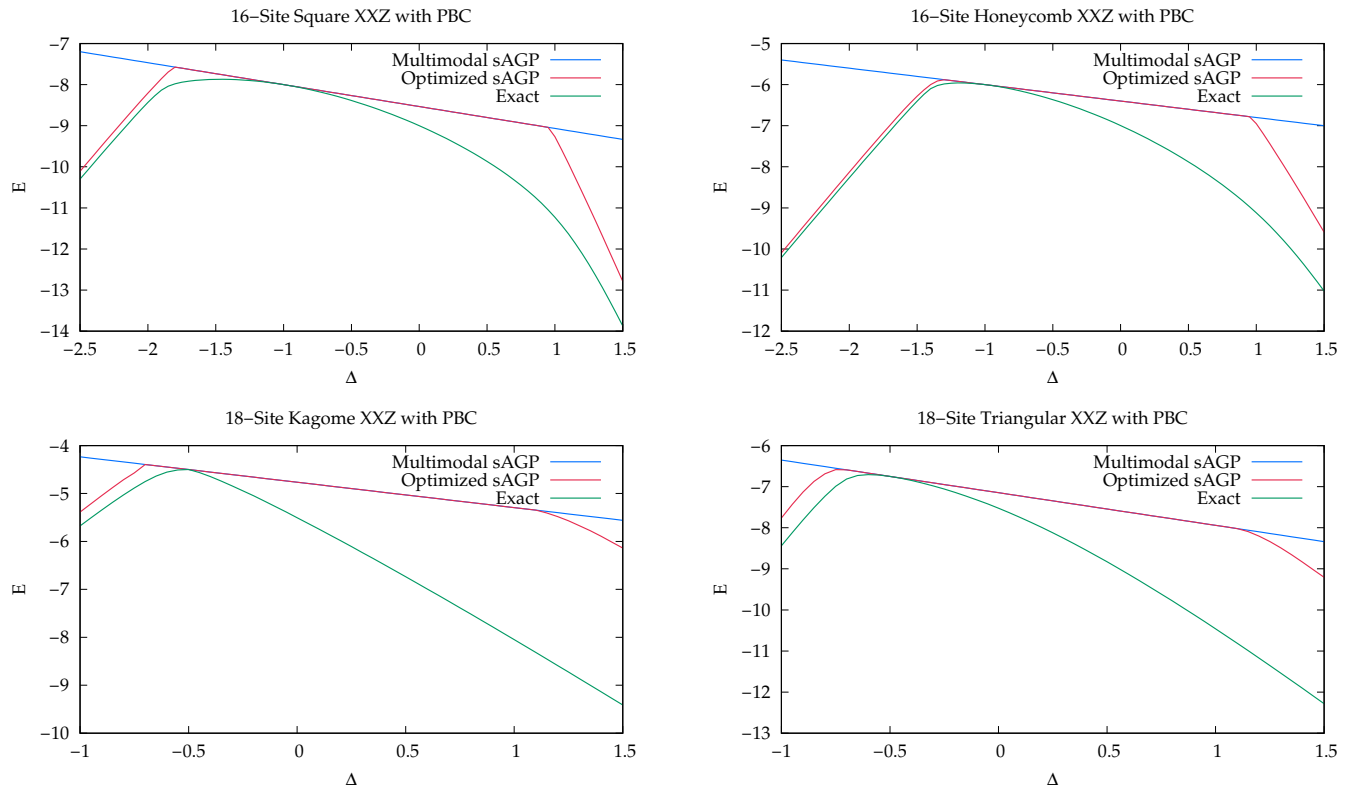 16−Site Square XXZ with PBC
E
−7
−8
−9
−10
−11
−12
−13
−14
−2.5
−2
−1.5
−1
−0.5
0
0.5
1
1.5
Δ
Multimodal sAGP
Optimized sAGP
Exact
16−Site Honeycomb XXZ with PBC
E
−5
−6
−7
−8
−9
−10
−11
−12
−2.5
−2
−1.5
−1
−0.5
0
0.5
1
1.5
Δ
Multimodal sAGP
Optimized sAGP
Exact
18−Site Kagome XXZ with PBC
E
−4
−5
−6
−7
−8
−9
−10
−1
−0.5
0
0.5
1
1.5
Δ
Multimodal sAGP
Optimized sAGP
Exact
18−Site Triangular XXZ with PBC
E
−6
−7
−8
−9
−10
−11
−12
−13
−1
−0.5
0
0.5
1
1.5
Δ
Multimodal sAGP
Optimized sAGP
Exact